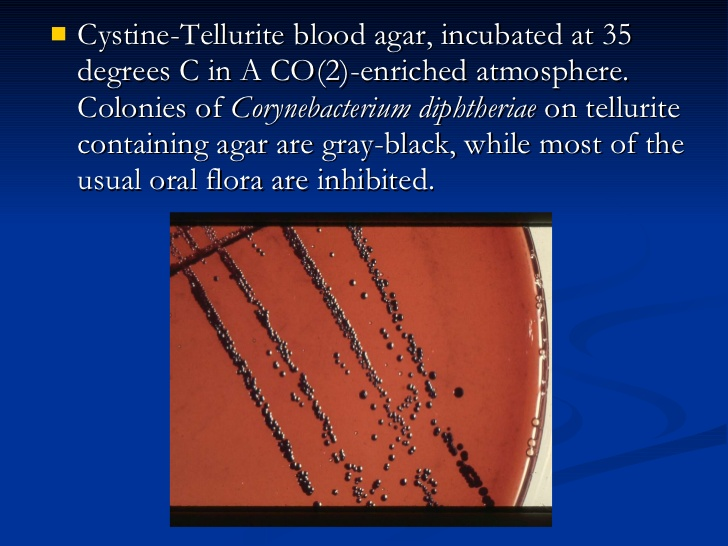 Cystine-Tellurite blood agar, incubated at 35
degrees C in A CO(2)-enriched atmosphere.
Colonies of Corynebacterium diphtheriae on tellurite
containing agar are gray-black, while most of the
usual oral flora are inhibited.